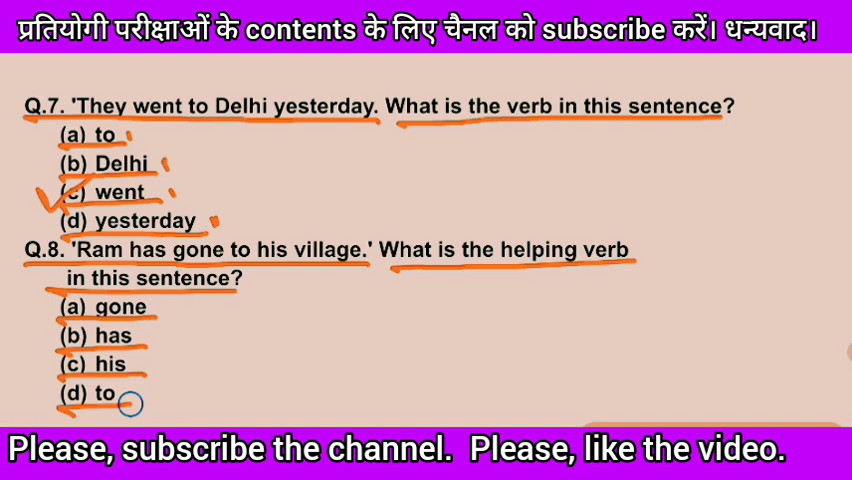 प्रतियोगी परीक्षाओं के contents के लिए चैनल को subscribe करें। धन्यवाद।
Q.7. 'They went to Delhi yesterday. What is the verb in this sentence?
(a) to
(b) Delhi
(c) went
(d) yesterday
Q.8. 'Ram has gone to his village.' What is the helping verb
in this sentence?
(a) gone
(b) has
(c) his
(d) to
Please, subscribe the channel. Please, like the video.